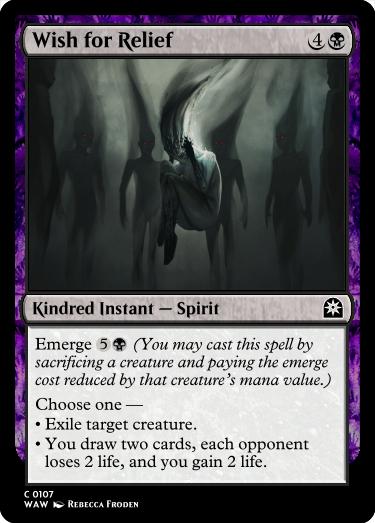 Wish for Relief 4
Kindred Instant — Spirit
Emerge 5 (You may cast this spell by
sacrificing a creature and paying the emerge
cost reduced by that creature's mana value.)
Choose one —
• Exile target creature.
• You draw two cards, each opponent
loses 2 life, and you gain 2 life.
C 0107
WAW Rebecca Froden